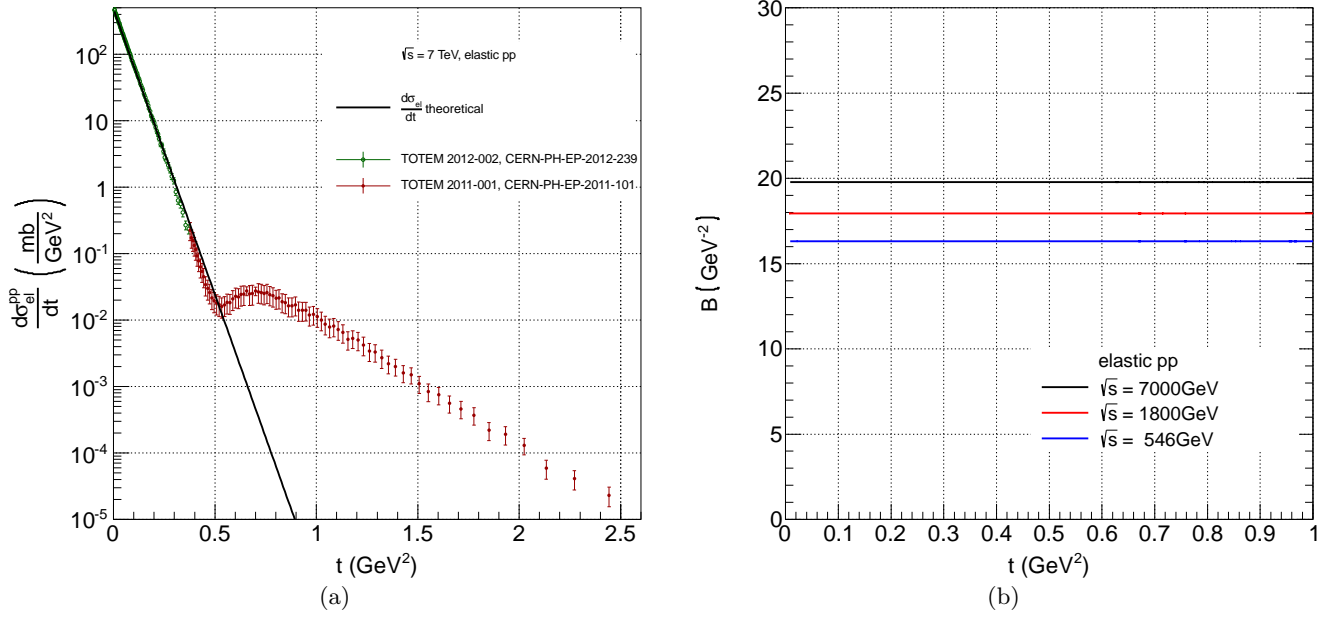 √s = 7 TeV, elastic pp
dσ_el/dt theoretical
TOTEM 2012-002, CERN-PH-EP-2012-239
TOTEM 2011-001, CERN-PH-EP-2011-101
dσ_el^pp/dt (mb/GeV²)
10²
10
1
10⁻¹
10⁻²
10⁻³
10⁻⁴
10⁻⁵
0 0.5 1 1.5 2 2.5
t (GeV²)
(a)
B [GeV⁻²]
30
25
20
15
10
5
0
elastic pp
√s = 7000GeV
√s = 1800GeV
√s = 546GeV
0 0.1 0.2 0.3 0.4 0.5 0.6 0.7 0.8 0.9 1
t (GeV²)
(b)